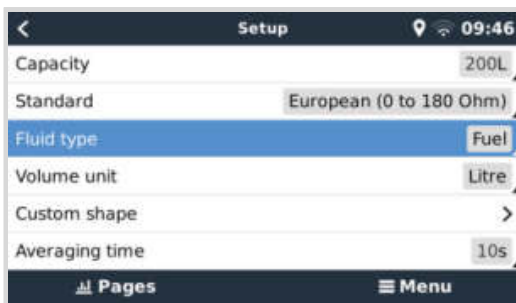 Setup 09:46
Capacity 200L
Standard European (0 to 180 Ohm)
Fluid type Fuel
Volume unit Litre
Custom shape
Averaging time 10s
Pages Menu